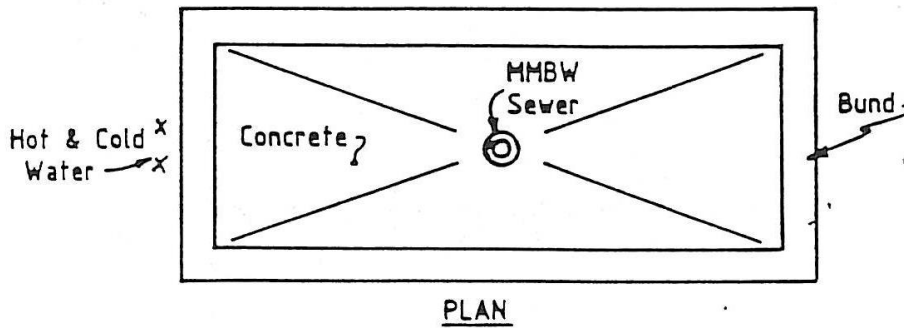 MMBW
Sewer
Bund
Hot & Cold x
Water x
Concrete
PLAN